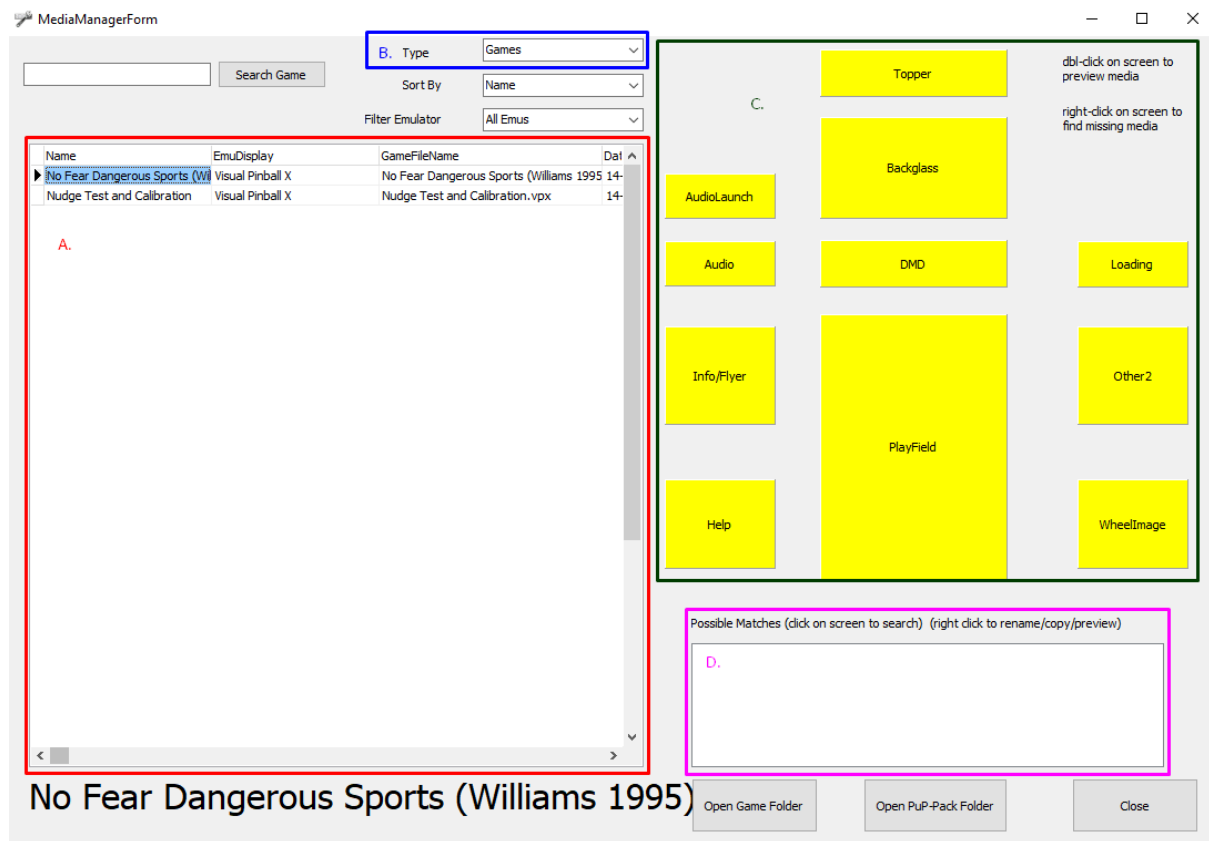 MediaManagerForm
B. Type
Games
Search Game
Sort By
Name
Filter Emulator
All Emus
Name EmuDisplay GameFileName Dat
No Fear Dangerous Sports (Wil Visual Pinball X No Fear Dangerous Sports (Williams 1995 14-
Nudge Test and Calibration Visual Pinball X Nudge Test and Calibration.vpx 14-
A.
C.
Topper
dbl-click on screen to
preview media
right-click on screen to
find missing media
Backglass
AudioLaunch
Audio
DMD
Loading
Info/Flyer
Other2
PlayField
Help
WheelImage
Possible Matches (click on screen to search) (right click to rename/copy/preview)
D.
No Fear Dangerous Sports (Williams 1995)
Open Game Folder
Open PuP-Pack Folder
Close